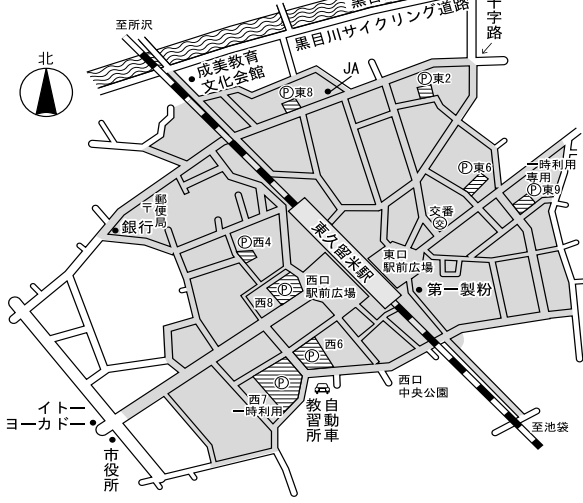 黒目川
黒目川サイクリング道路
十字路
至所沢
北
成美教育
文化会館
JA
P東8
P東2
P東6
一時利用
専用
P東9
交番
交
〒郵便局
銀行
P西4
東久留米駅
東口
駅前広場
第一製粉
西口
駅前広場
P
西8
西6
P
P
西7
一時利用
西口
中央公園
自動車
教習所
イトー
ヨーカドー
市役所
至池袋